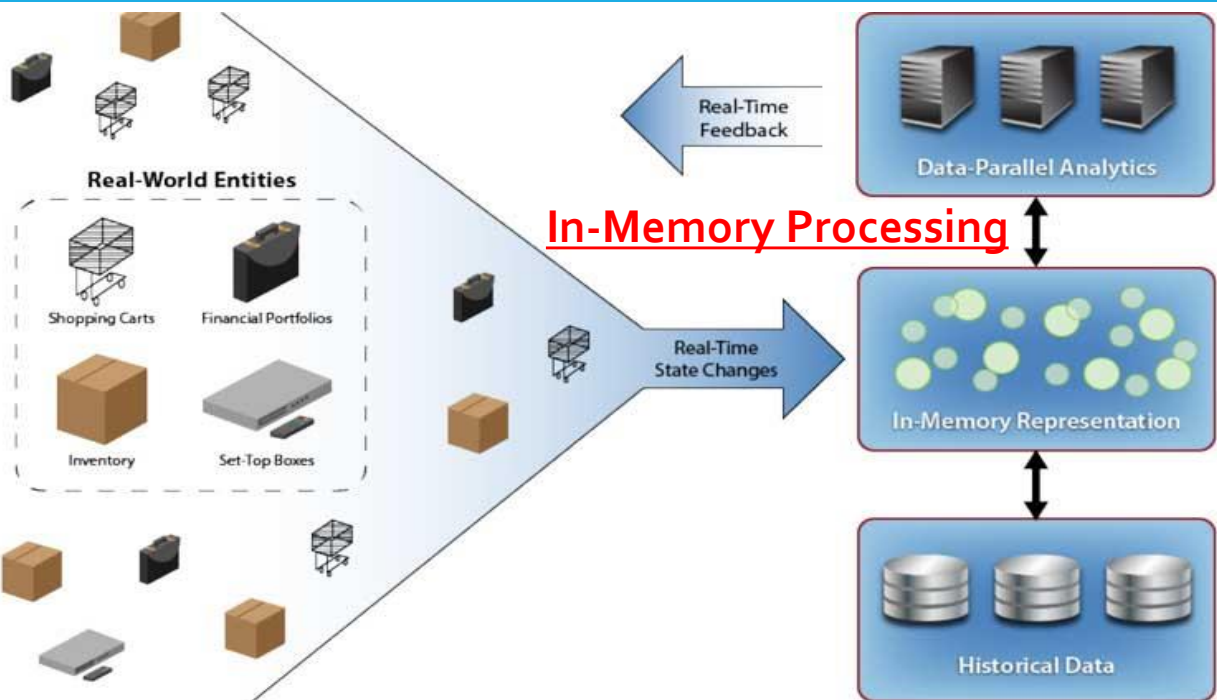 Real-World Entities
Shopping Carts
Financial Portfolios
Inventory
Set-Top Boxes
In-Memory Processing
Real-Time
Feedback
Real-Time
State Changes
Data-Parallel Analytics
In-Memory Representation
Historical Data